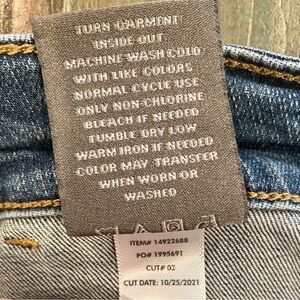 TURN GARMENT
INSIDE OUT
MACHINE WASH COLD
WITH LIKE COLORS
NORMAL CYCLE USE
ONLY NON-CHLORINE
BLEACH IF NEEDED
TUMBLE DRY LOW
WARM IRON IF NEEDED
COLOR MAY TRANSFER
WHEN WORN OR
WASHED
ITEM# 14922688
PO# 1995691
CUT# 02
CUT DATE: 10/25/2021